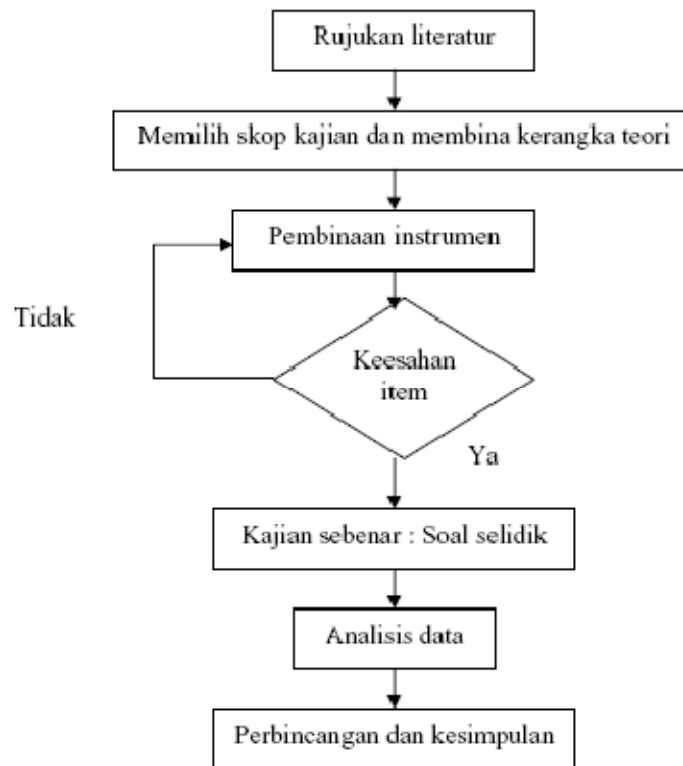 Rujukan literatur
Memilih skop kajian dan membina kerangka teori
Pembinaan instrumen
Tidak
Keesahan
item
Ya
Kajian sebenar : Soal selidik
Analisis data
Perbincangan dan kesimpulan